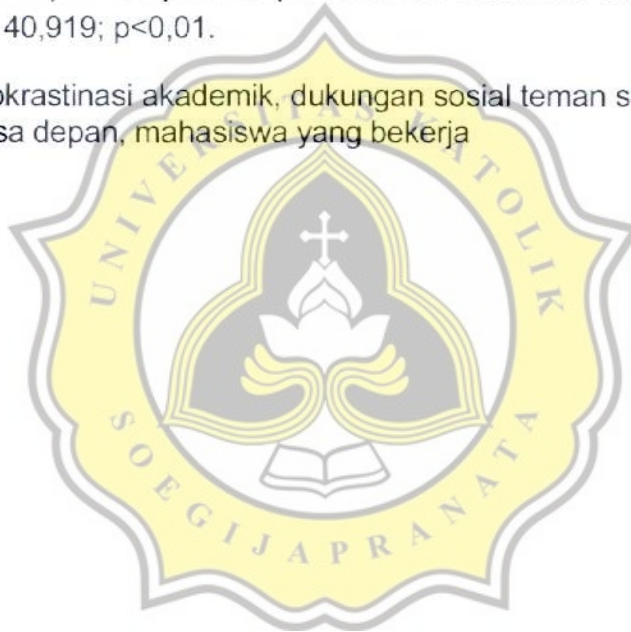 40,919; p<0,01.
okrastinasi akademik, dukungan sosial teman s
sa depan, mahasiswa yang bekerja
UNIVERSITAS KATOLIK
SOEGIJAPRANATA